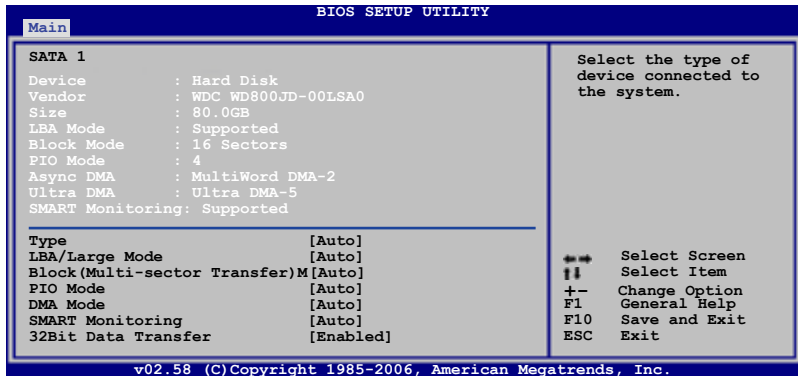 BIOS SETUP UTILITY
Main
SATA 1
Device : Hard Disk
Vendor : WDC WD800JD-00LSA0
Size : 80.0GB
LBA Mode : Supported
Block Mode : 16 Sectors
PIO Mode : 4
Async DMA : MultiWord DMA-2
Ultra DMA : Ultra DMA-5
SMART Monitoring: Supported
Type [Auto]
LBA/Large Mode [Auto]
Block(Multi-sector Transfer)M[Auto]
PIO Mode [Auto]
DMA Mode [Auto]
SMART Monitoring [Auto]
32Bit Data Transfer [Enabled]
Select the type of
device connected to
the system.
←→ Select Screen
↑↓ Select Item
+- Change Option
F1 General Help
F10 Save and Exit
ESC Exit
v02.58 (C)Copyright 1985-2006, American Megatrends, Inc.